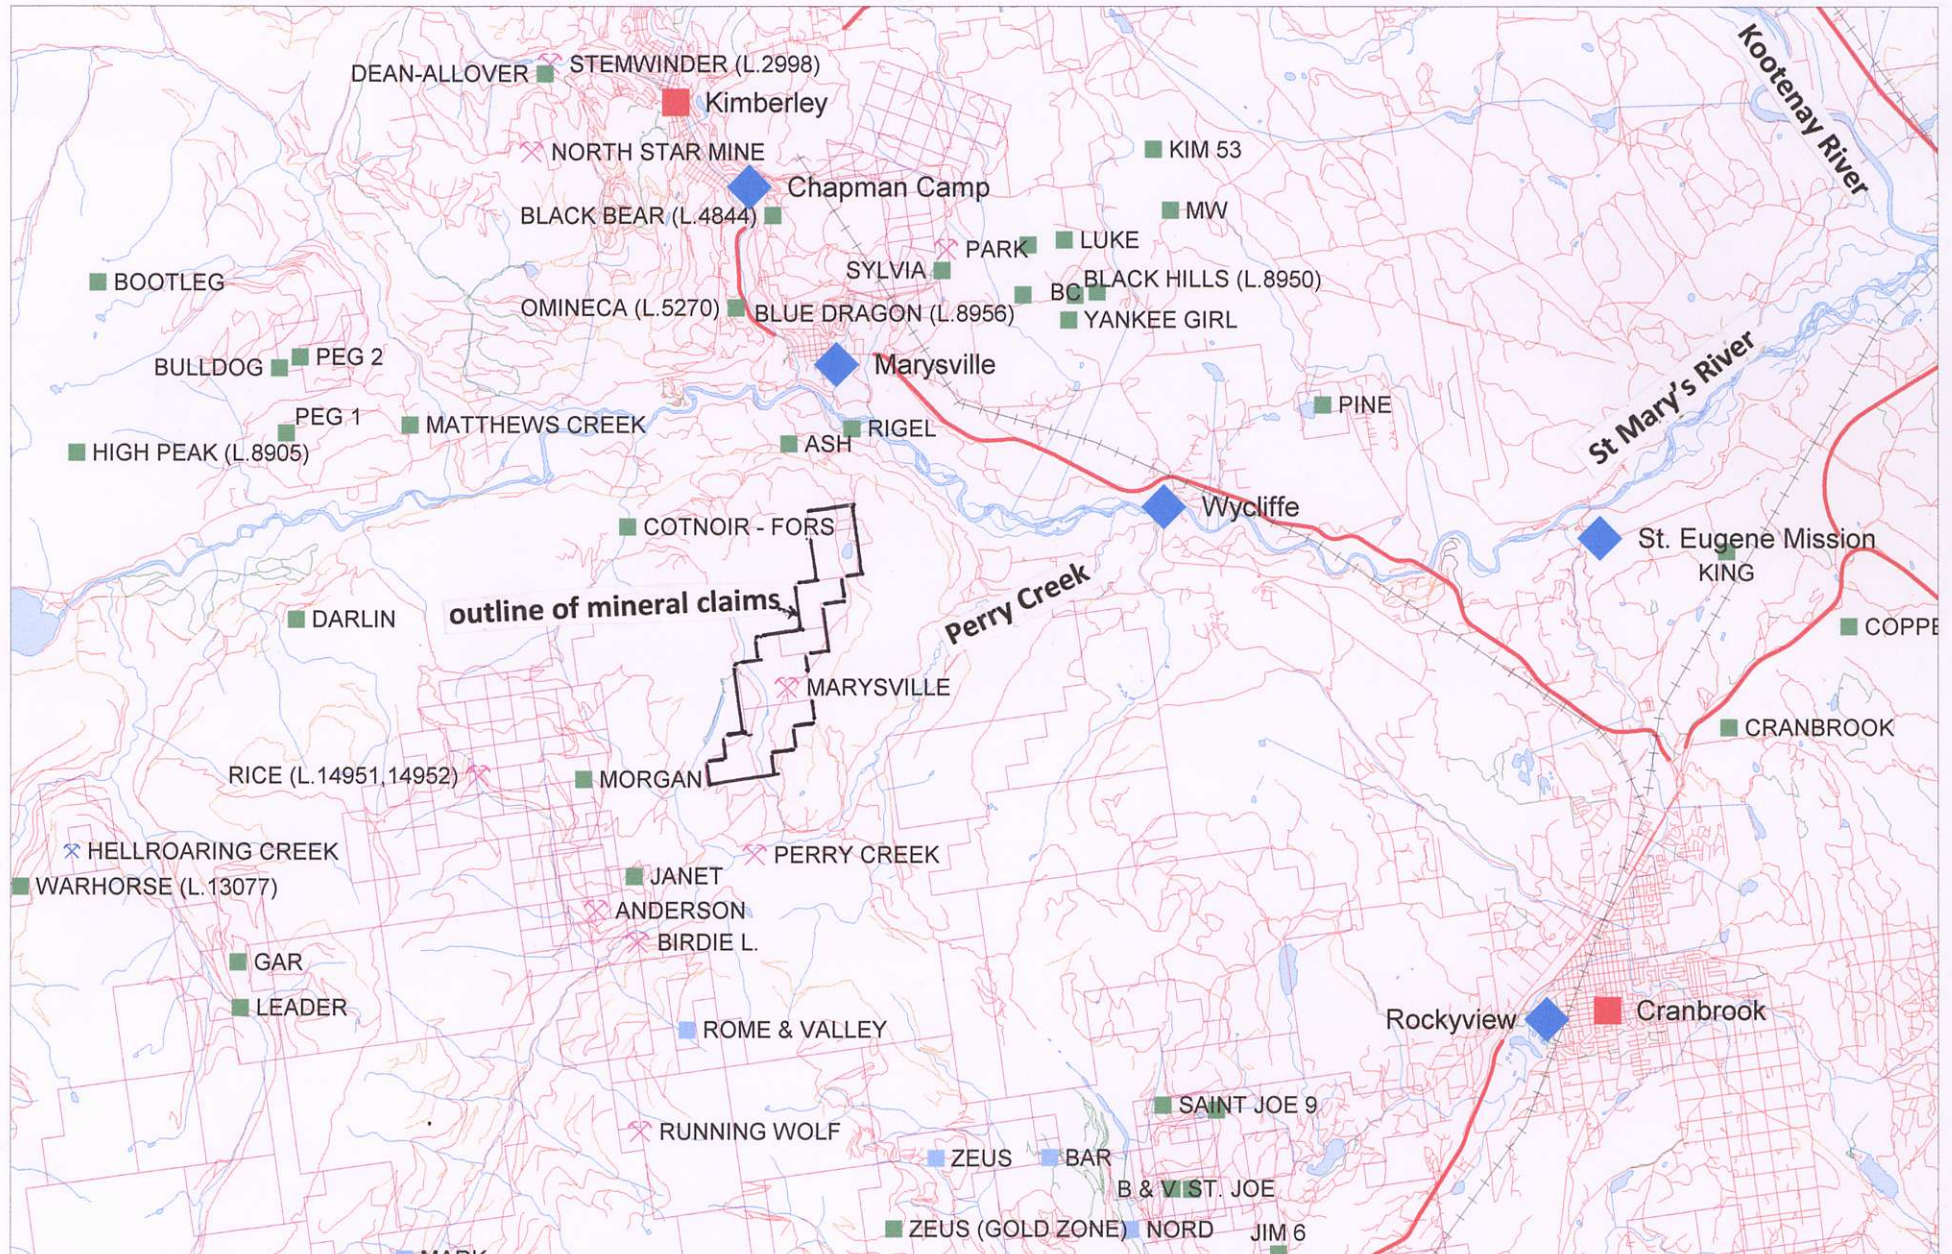 STEMWINDER (L.2998)
DEAN-ALLOVER
Kimberley
Kootenay River
NORTH STAR MINE
KIM 53
Chapman Camp
BLACK BEAR (L.4844)
MW
PARK
LUKE
SYLVIA
BOOTLEG
BC
BLACK HILLS (L.8950)
OMINECA (L.5270)
BLUE DRAGON (L.8956)
YANKEE GIRL
PEG 2
BULLDOG
Marysville
St Mary's River
PINE
PEG 1
MATTHEWS CREEK
RIGEL
ASH
HIGH PEAK (L.8905)
Wycliffe
COTNOIR - FORS
St. Eugene Mission
KING
outline of mineral claims
Perry Creek
DARLIN
COPPE
MARYSVILLE
CRANBROOK
RICE (L.14951,14952)
MORGAN
HELLROARING CREEK
PERRY CREEK
WARHORSE (L.13077)
JANET
ANDERSON
BIRDIE L.
GAR
LEADER
Rockyview
Cranbrook
ROME & VALLEY
SAINT JOE 9
RUNNING WOLF
ZEUS
BAR
B & V
ST. JOE
ZEUS (GOLD ZONE)
NORD
JIM 6
MARK